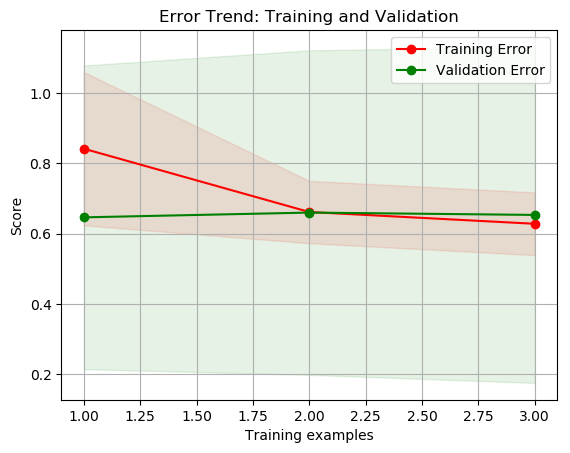 Error Trend: Training and Validation
Training Error
Validation Error
Score
1.0
0.8
0.6
0.4
0.2
1.00 1.25 1.50 1.75 2.00 2.25 2.50 2.75 3.00
Training examples